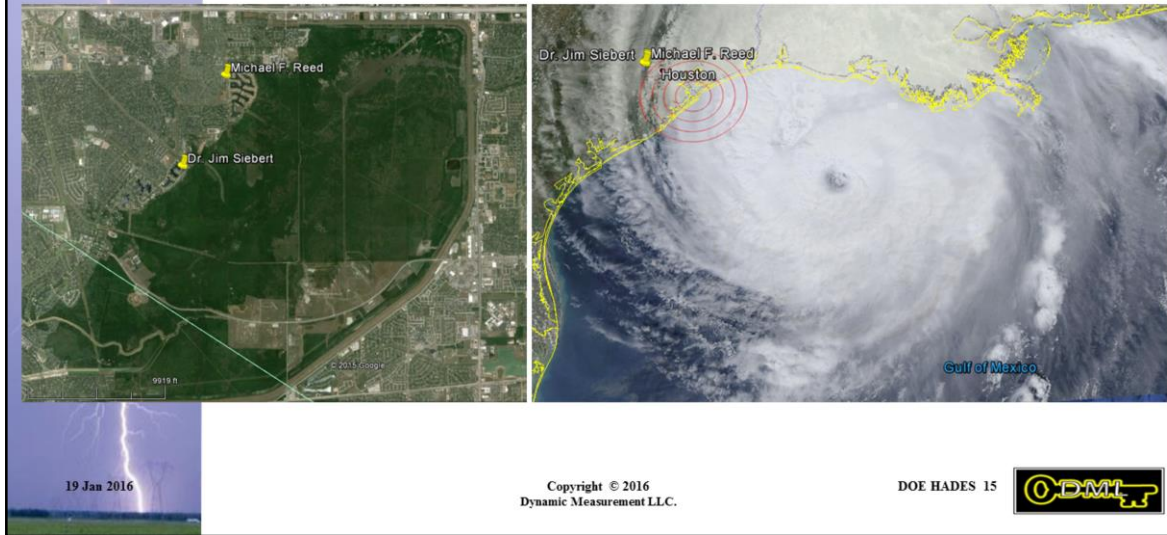 Michael F. Reed
Dr. Jim Siebert
© 2015 Google
9919 ft
Dr. Jim Siebert
Michael F. Reed
Houston
Gulf of Mexico
19 Jan 2016
Copyright © 2016
Dynamic Measurement LLC.
DOE HADES 15
DML